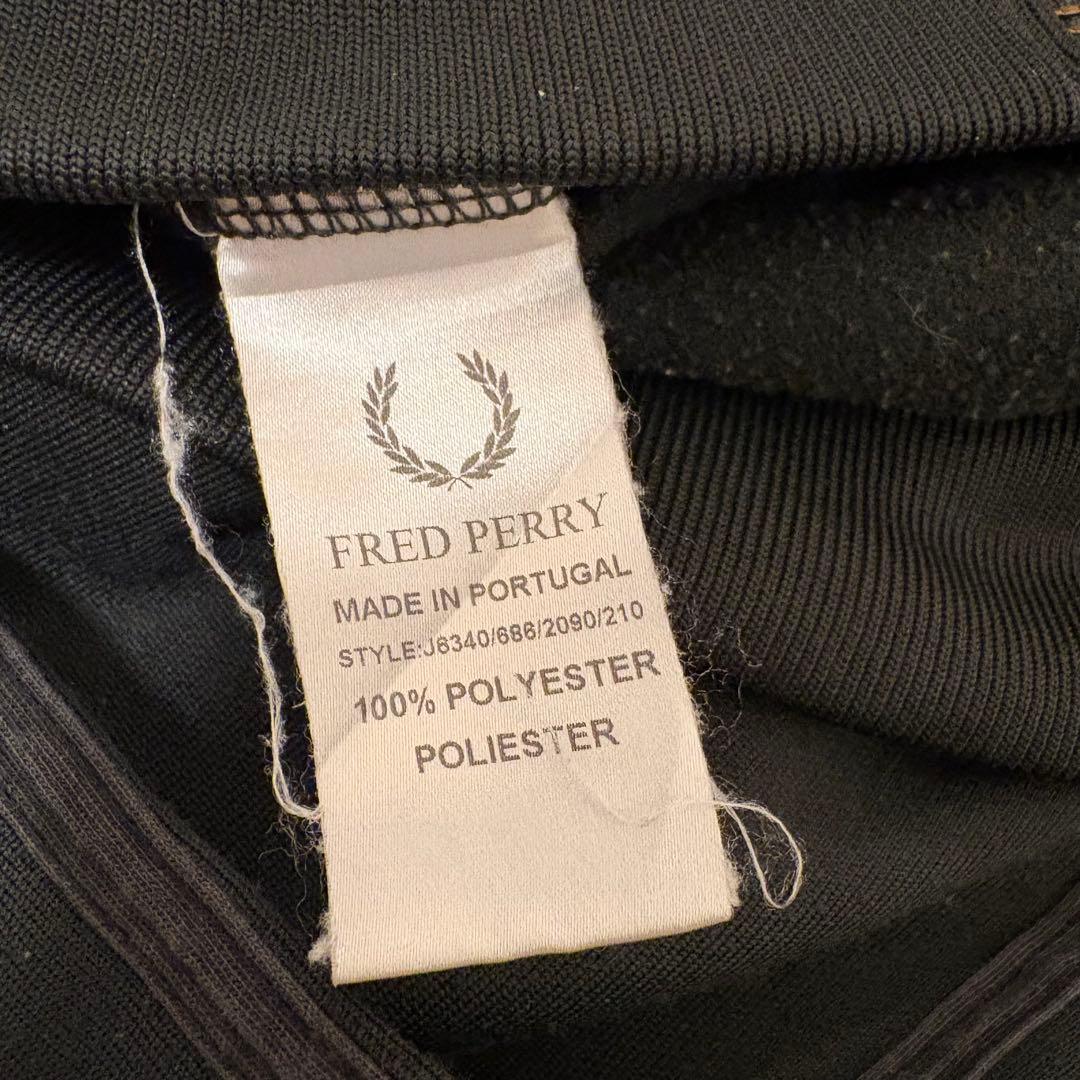 FRED PERRY
MADE IN PORTUGAL
STYLE:J6340/686/2090/210
100% POLYESTER
POLIESTER